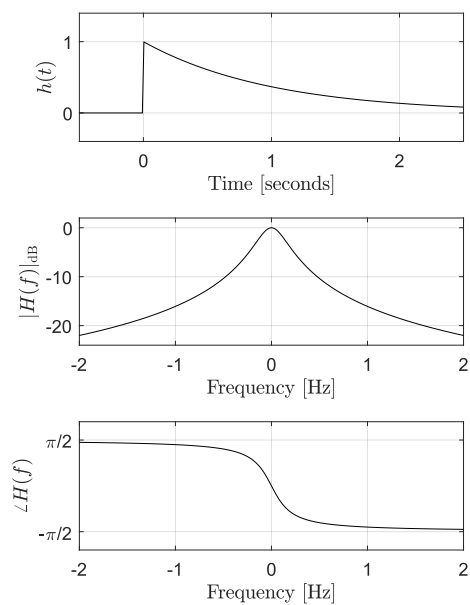 h(t)
1
0
0 1 2
Time [seconds]
|H(f)|dB
0
-10
-20
-2 -1 0 1 2
Frequency [Hz]
∠H(f)
π/2
-π/2
-2 -1 0 1 2
Frequency [Hz]